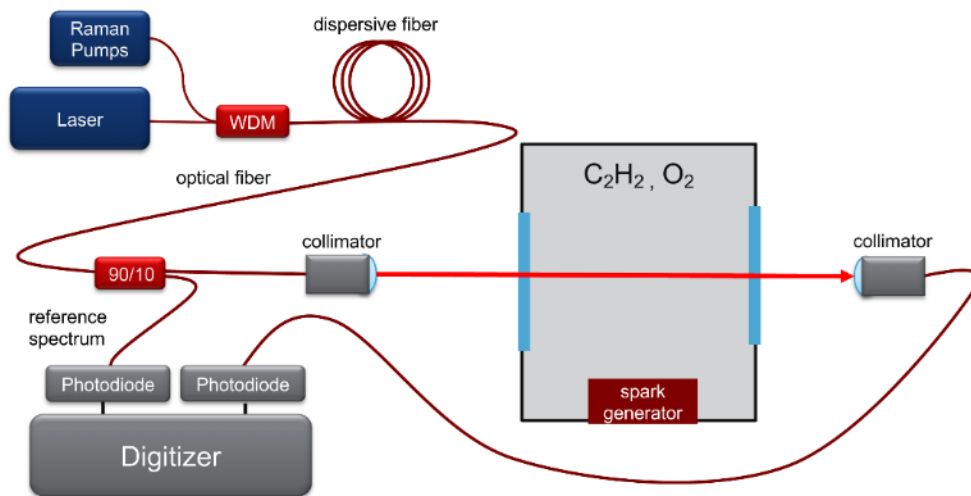 Raman
Pumps
dispersive fiber
Laser
WDM
optical fiber
C₂H₂ , O₂
collimator
collimator
90/10
reference
spectrum
Photodiode
Photodiode
spark
generator
Digitizer